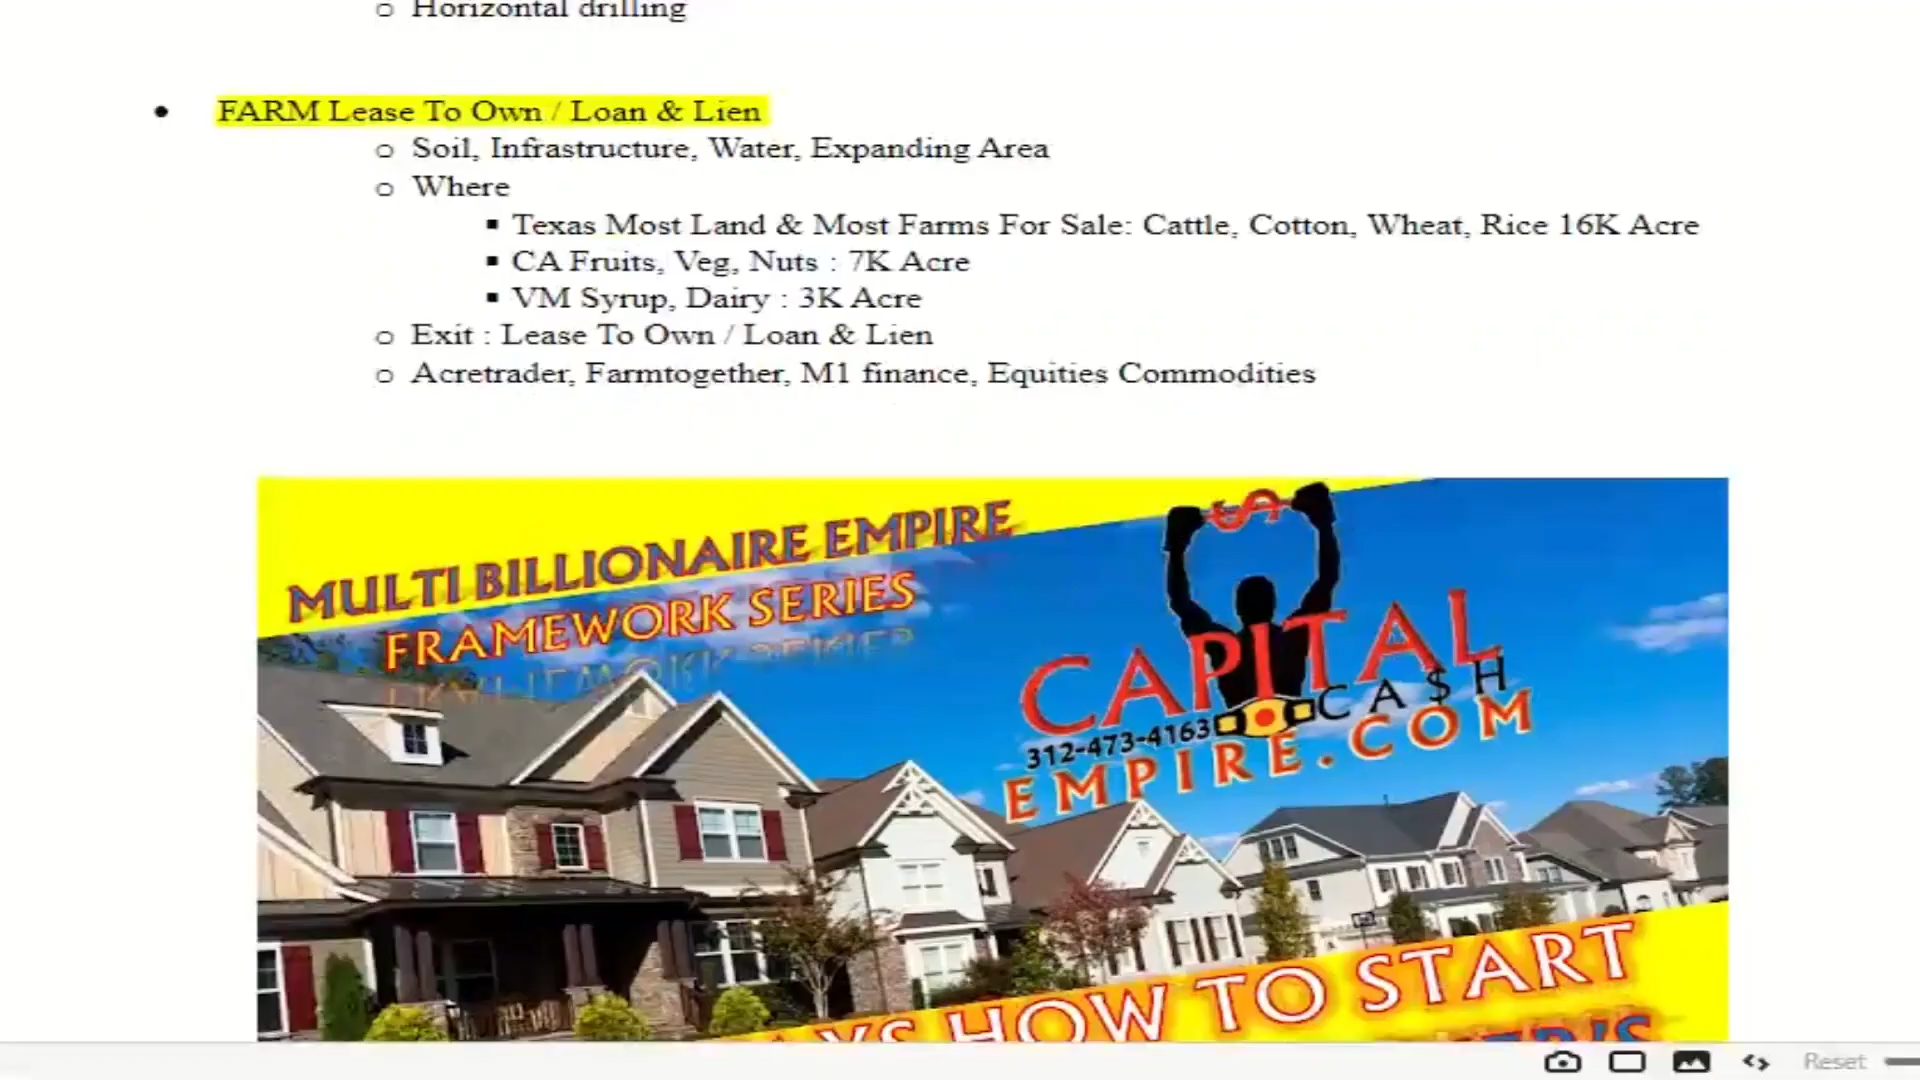 Horizontal drilling
FARM Lease To Own / Loan & Lien
Soil, Infrastructure, Water, Expanding Area
Where
Texas Most Land & Most Farms For Sale: Cattle, Cotton, Wheat, Rice 16K Acre
CA Fruits, Veg, Nuts : 7K Acre
VM Syrup, Dairy : 3K Acre
Exit : Lease To Own / Loan & Lien
Acretrader, Farmtogether, M1 finance, Equities Commodities
MULTI BILLIONAIRE EMPIRE
FRAMEWORK SERIES
CAPITAL
CA$H
312-473-4163
EMPIRE.COM
HOW TO START
Reset